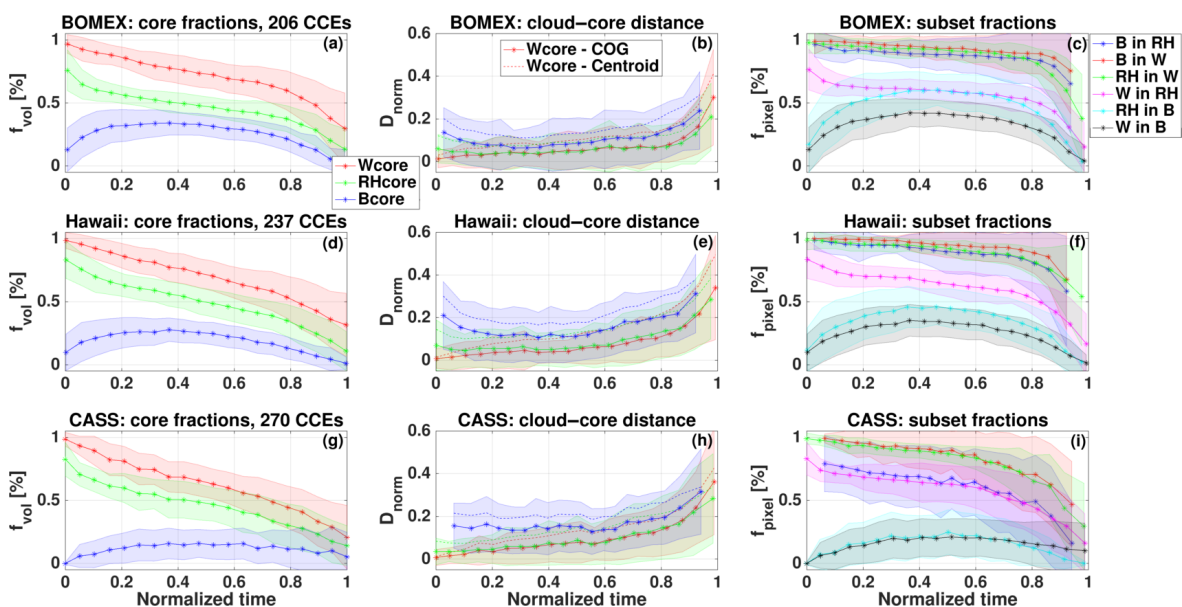 BOMEX: core fractions, 206 CCEs
(a)
1
0.5
0
f_vol [%]
0 0.2 0.4 0.6 0.8 1
Wcore
RHcore
Bcore
BOMEX: cloud−core distance
(b)
Wcore - COG
Wcore - Centroid
0.6
0.4
0.2
0
D_norm
0 0.2 0.4 0.6 0.8 1
BOMEX: subset fractions
(c)
1
0.5
0
f_pixel [%]
0 0.2 0.4 0.6 0.8 1
B in RH
B in W
RH in W
W in RH
RH in B
W in B
Hawaii: core fractions, 237 CCEs
(d)
1
0.5
0
f_vol [%]
0 0.2 0.4 0.6 0.8 1
Hawaii: cloud−core distance
(e)
0.6
0.4
0.2
0
D_norm
0 0.2 0.4 0.6 0.8 1
Hawaii: subset fractions
(f)
1
0.5
0
f_pixel [%]
0 0.2 0.4 0.6 0.8 1
CASS: core fractions, 270 CCEs
(g)
1
0.5
0
f_vol [%]
0 0.2 0.4 0.6 0.8 1
Normalized time
CASS: cloud−core distance
(h)
0.6
0.4
0.2
0
D_norm
0 0.2 0.4 0.6 0.8 1
Normalized time
CASS: subset fractions
(i)
1
0.5
0
f_pixel [%]
0 0.2 0.4 0.6 0.8 1
Normalized time